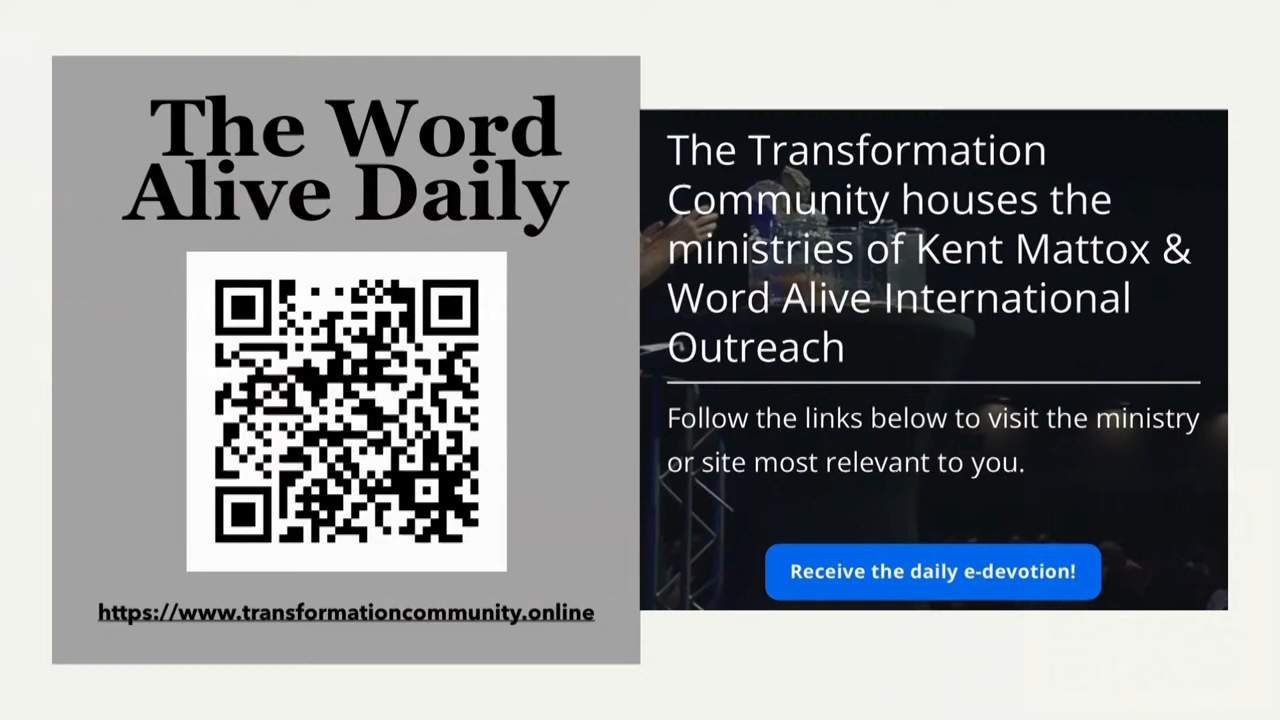 The Word
Alive Daily
https://www.transformationcommunity.online
The Transformation
Community houses the
ministries of Kent Mattox &
Word Alive International
Outreach
Follow the links below to visit the ministry
or site most relevant to you.
Receive the daily e-devotion!